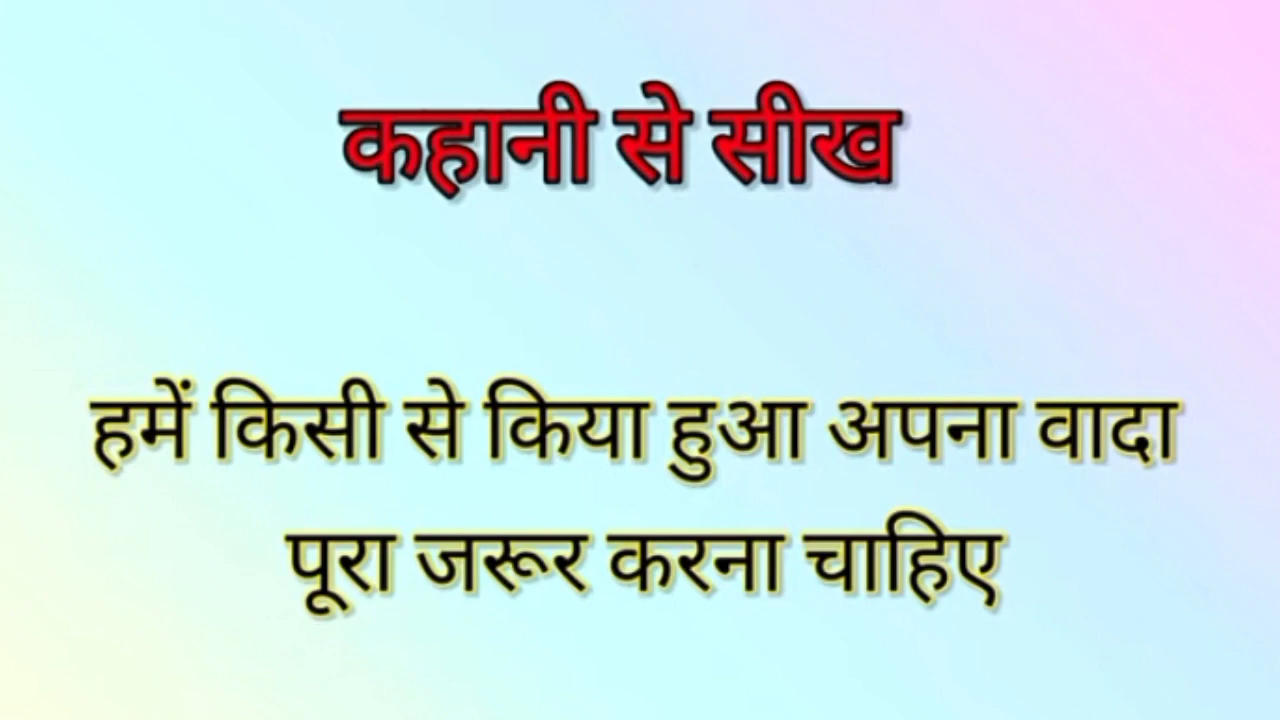 कहानी से सीख
हमें किसी से किया हुआ अपना वादा
पूरा जरूर करना चाहिए